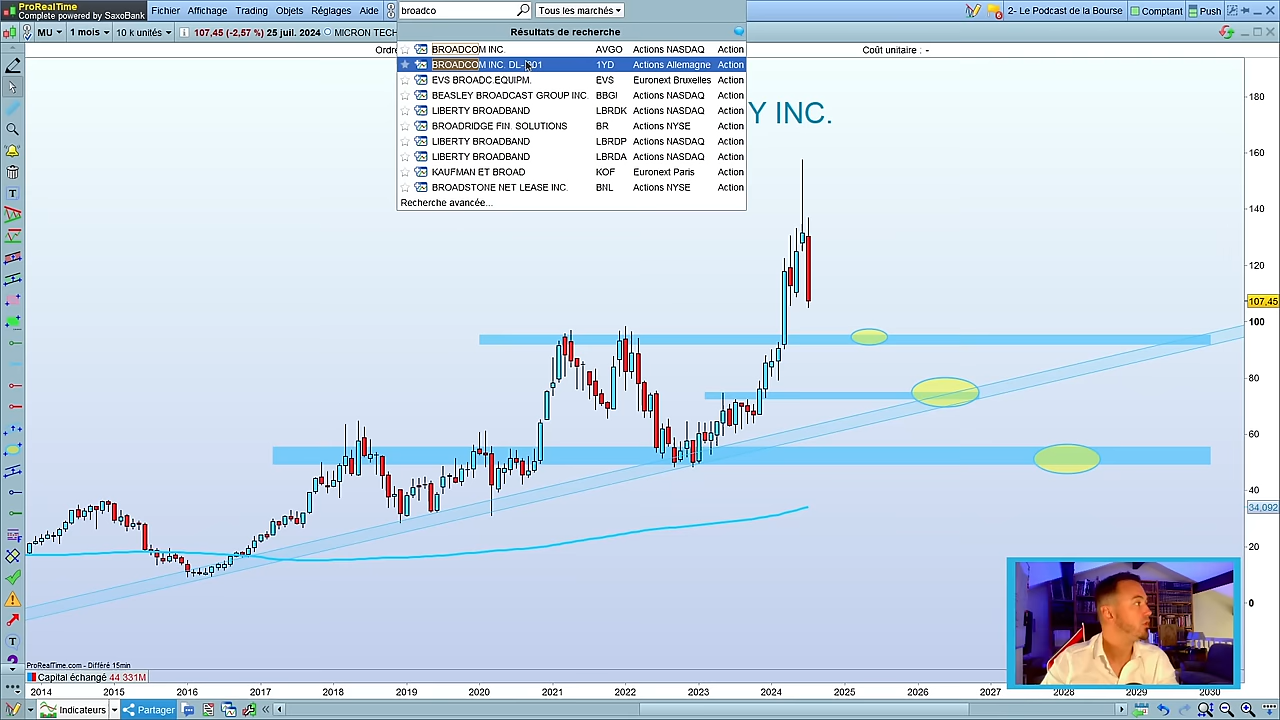 ProRealTime
Complete powered by SaxoBank
Fichier Affichage Trading Objets Réglages Aide
broadco
Tous les marchés
2- Le Podcast de la Bourse
Comptant
Push
MU 1 mois 10 k unités 107,45 (-2,57 %) 25 juil. 2024 MICRON TECH
Résultats de recherche
Ordre
Coût unitaire : -
BROADCOM INC. AVGO Actions NASDAQ Action
BROADCOM INC. DL-,001 1YD Actions Allemagne Action
EVS BROADC.EQUIPM. EVS Euronext Bruxelles Action
BEASLEY BROADCAST GROUP INC. BBGI Actions NASDAQ Action
LIBERTY BROADBAND LBRDK Actions NASDAQ Action
BROADRIDGE FIN. SOLUTIONS BR Actions NYSE Action
LIBERTY BROADBAND LBRDP Actions NASDAQ Action
LIBERTY BROADBAND LBRDA Actions NASDAQ Action
KAUFMAN ET BROAD KOF Euronext Paris Action
BROADSTONE NET LEASE INC. BNL Actions NYSE Action
Recherche avancée...
Y INC.
180
160
140
120
107,45
100
80
60
40
34,092
20
0
ProRealTime.com - Différé 15min
Capital échangé 44 331M
2014 2015 2016 2017 2018 2019 2020 2021 2022 2023 2024 2025 2026 2027 2028 2029 2030
Indicateurs
Partager